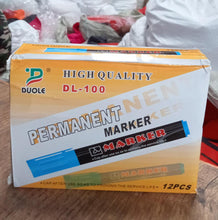 DUOLE
HIGH QUALITY
DL-100
PERMANENT
MARKER
MARKER
12PCS